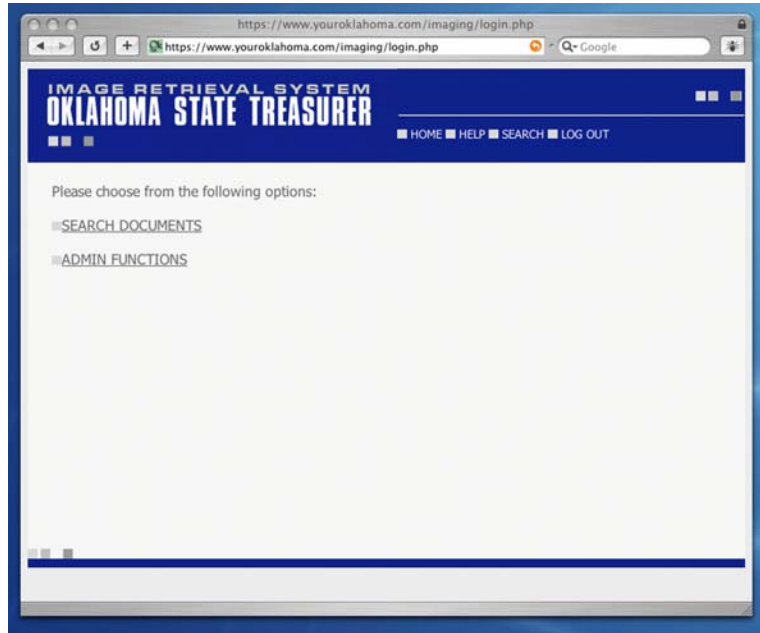 https://www.youroklahoma.com/imaging/login.php
https://www.youroklahoma.com/imaging/login.php
Google
IMAGE RETRIEVAL SYSTEM
OKLAHOMA STATE TREASURER
HOME HELP SEARCH LOG OUT
Please choose from the following options:
SEARCH DOCUMENTS
ADMIN FUNCTIONS